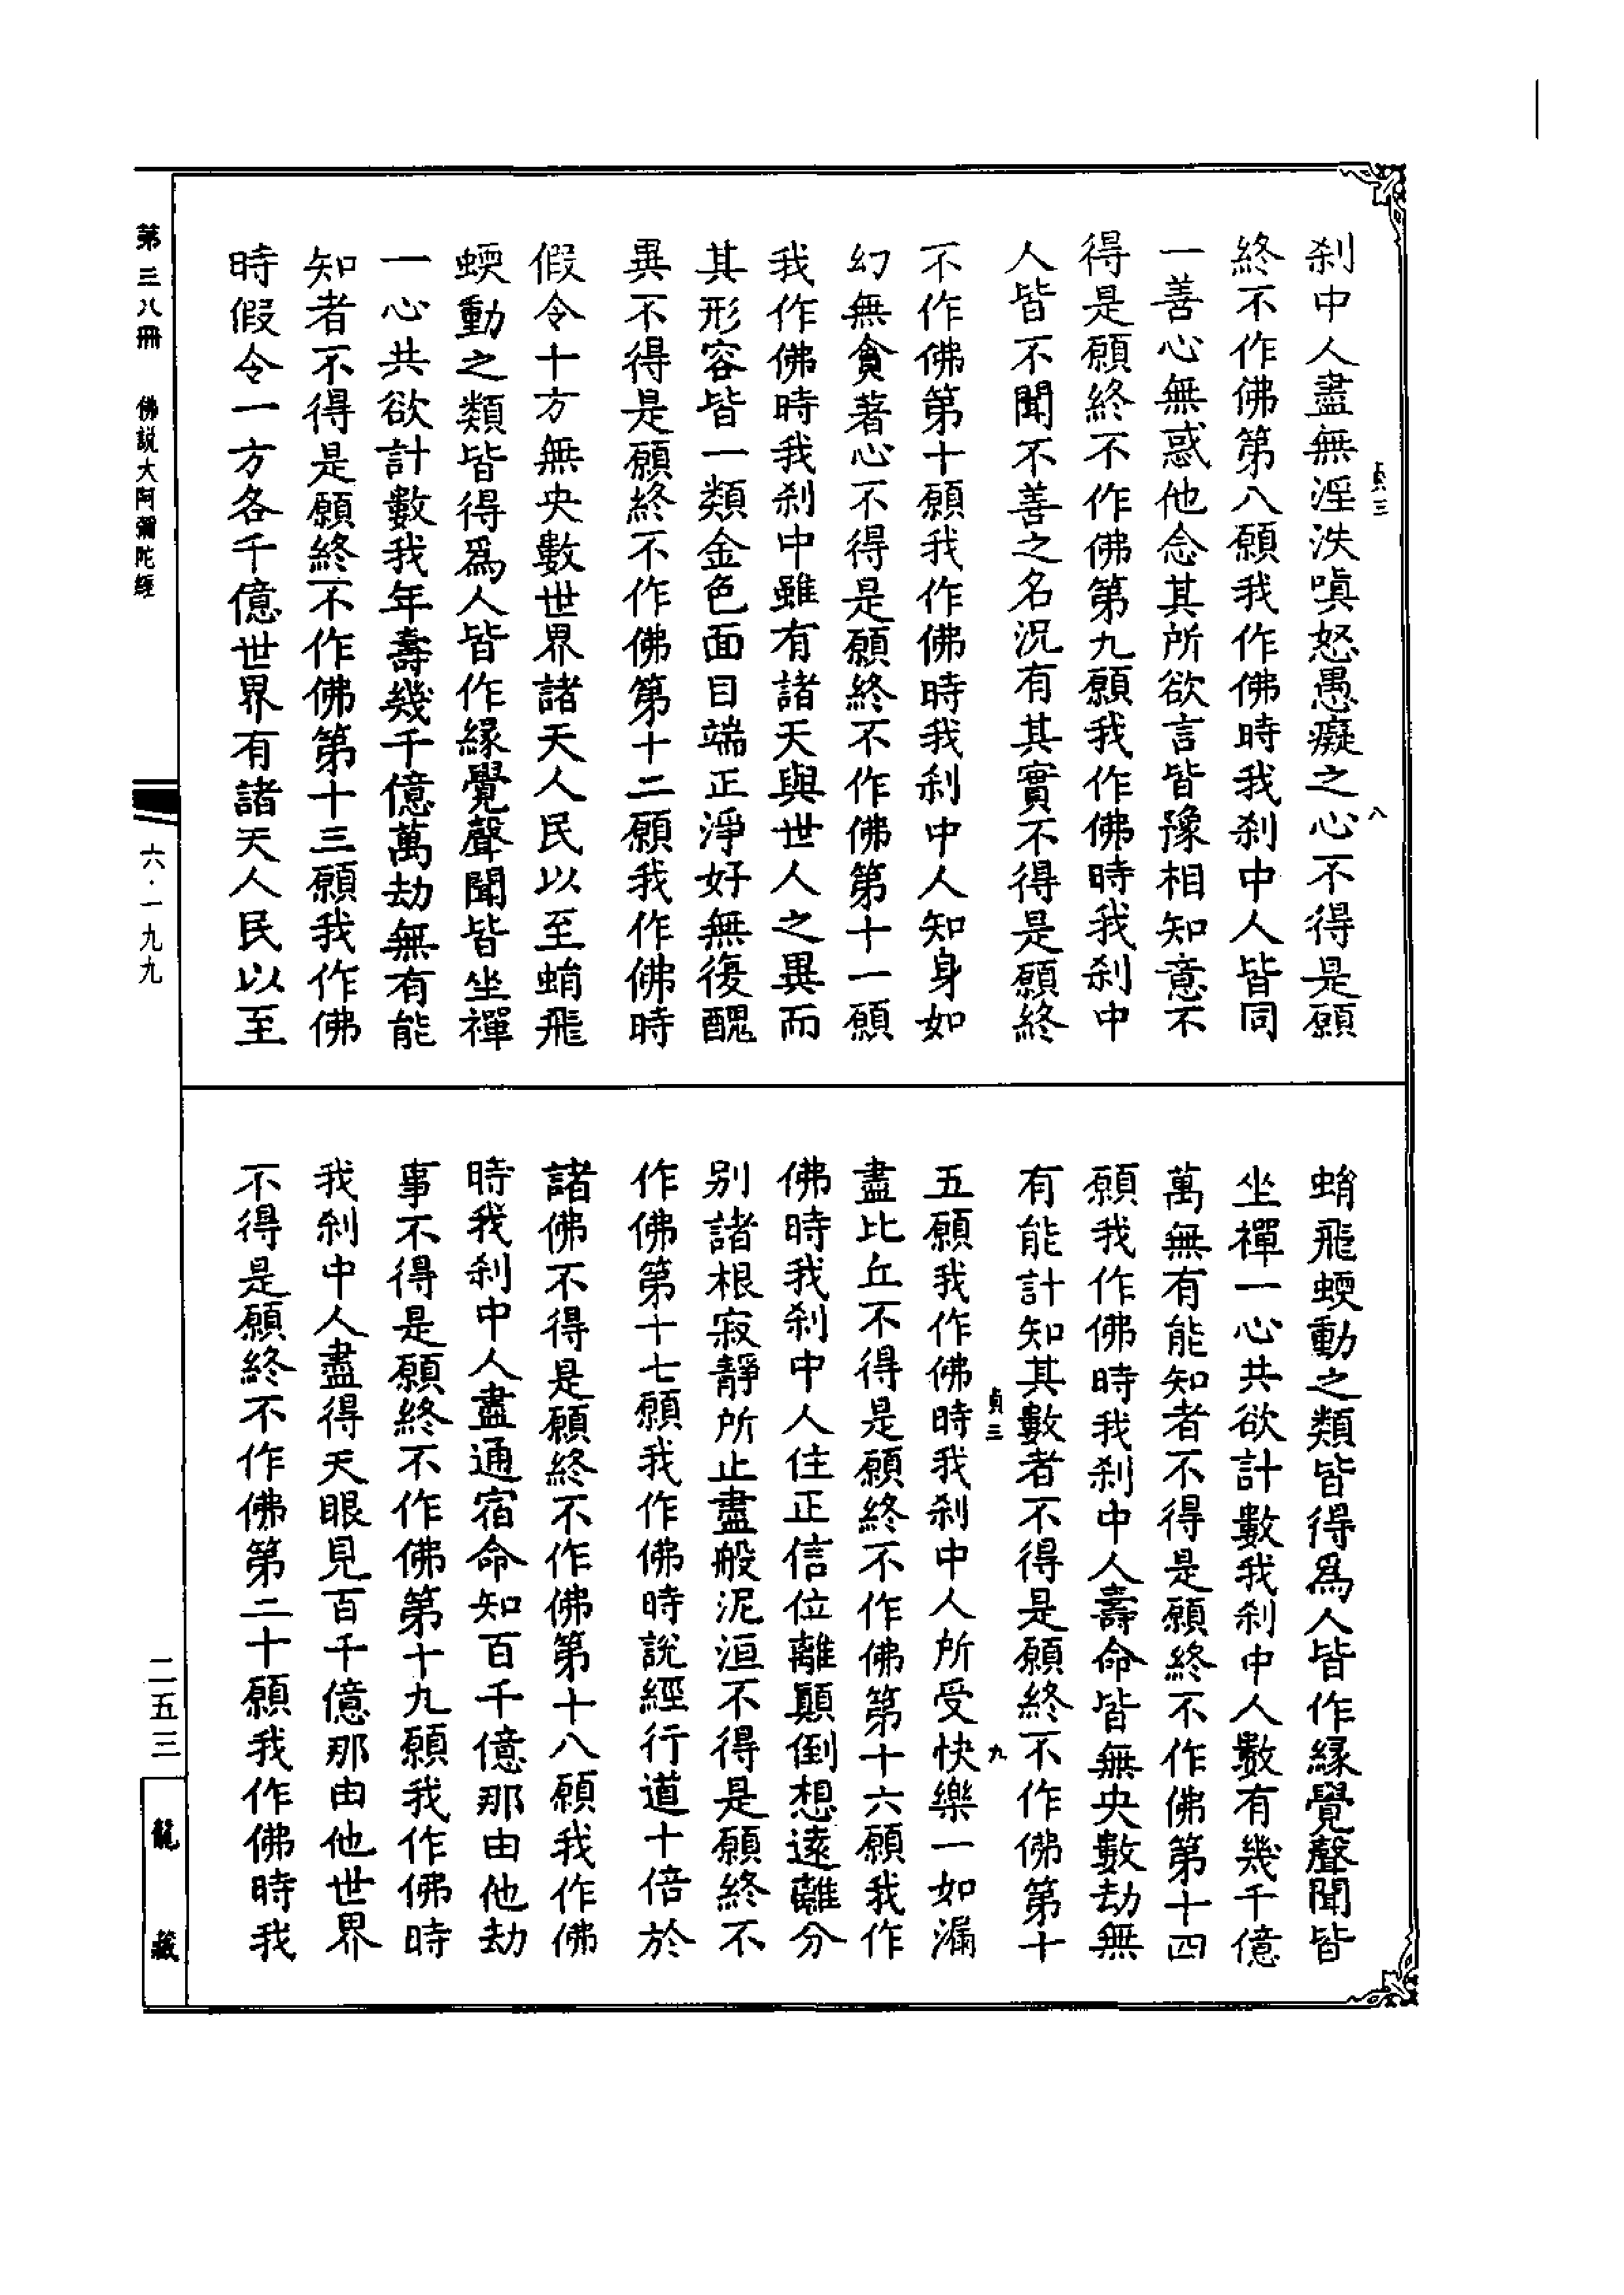 貞三
八
刹中人盡無淫泆嗔怒愚癡之心不得是願
終不作佛第八願我作佛時我刹中人皆同
一善心無惑他念其所欲言皆豫相知意不
得是願終不作佛第九願我作佛時我刹中
人皆不聞不善之名況有其實不得是願終
不作佛第十願我作佛時我刹中人知身如
幻無貪著心不得是願終不作佛第十一願
我作佛時我刹中雖有諸天與世人之異而
其形容皆一類金色面目端正淨好無復醜
異不得是願終不作佛第十二願我作佛時
假令十方無央數世界諸天人民以至蜎飛
蝡動之類皆得爲人皆作緣覺聲聞皆坐禪
一心共欲計數我年壽幾千億萬劫無有能
知者不得是願終不作佛第十三願我作佛
時假令一方各千億世界有諸天人民以至
蜎飛蝡動之類皆得爲人皆作緣覺聲聞皆
坐禪一心共欲計數我刹中人數有幾千億
萬無有能知者不得是願終不作佛第十四
願我作佛時我刹中人壽命皆無央數劫無
有能計知其數者不得是願終不作佛第十
貞三
九
五願我作佛時我刹中人所受快樂一如漏
盡比丘不得是願終不作佛第十六願我作
佛時我刹中人住正信位離顛倒想遠離分
別諸根寂靜所止盡般泥洹不得是願終不
作佛第十七願我作佛時說經行道十倍於
諸佛不得是願終不作佛第十八願我作佛
時我刹中人盡通宿命知百千億那由他劫
事不得是願終不作佛第十九願我作佛時
我刹中人盡得天眼見百千億那由他世界
不得是願終不作佛第二十願我作佛時我
第三八冊 佛說大阿彌陀經
六·一九九
二五三
龍藏